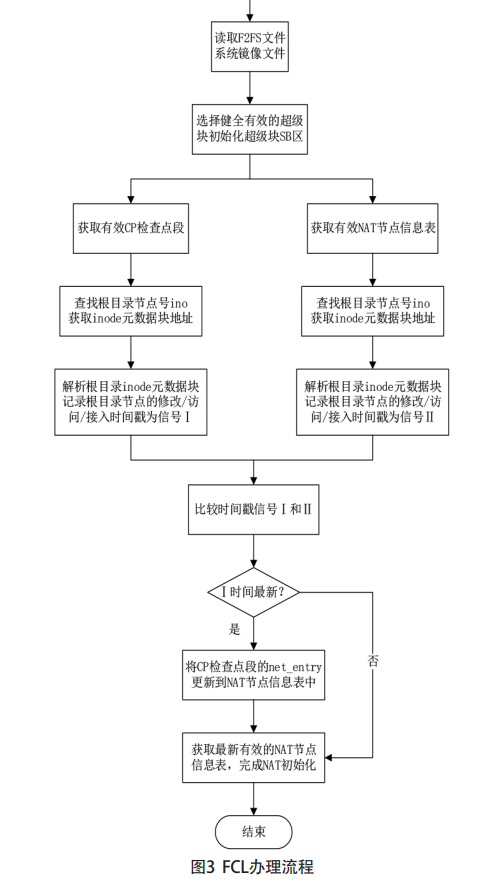 读取F2FS文件
系统镜像文件
选择健全有效的超级
块初始化超级块SB区
获取有效CP检查点段
获取有效NAT节点信息表
查找根目录节点号ino
获取inode元数据块地址
查找根目录节点号ino
获取inode元数据块地址
解析根目录inode元数据块
记录根目录节点的修改/访
问/接入时间戳为信号Ⅰ
解析根目录inode元数据块
记录根目录节点的修改/访
问/接入时间戳为信号Ⅱ
比较时间戳信号Ⅰ和Ⅱ
Ⅰ时间最新?
是
否
将CP检查点段的net_entry
更新到NAT节点信息表中
获取最新有效的NAT节点
信息表，完成NAT初始化
结束
图3 FCL办理流程